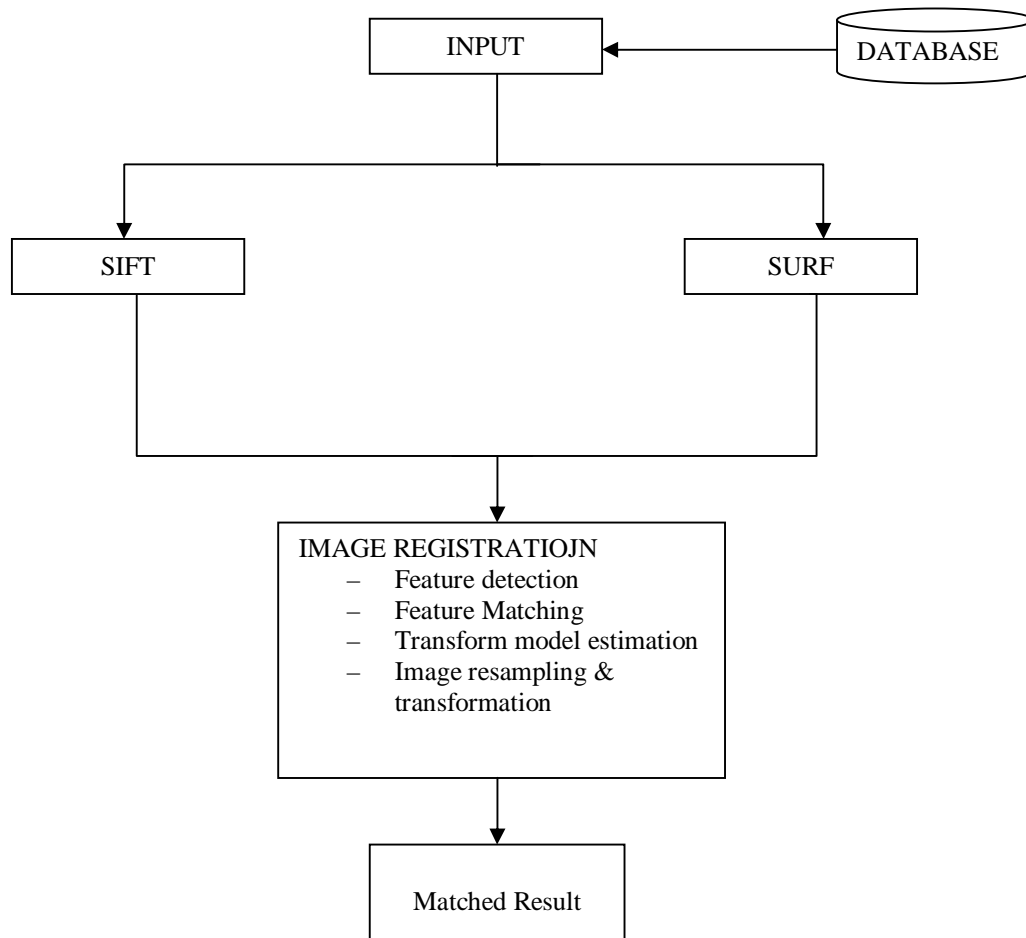 INPUT
DATABASE
SIFT
SURF
IMAGE REGISTRATIOJN
– Feature detection
– Feature Matching
– Transform model estimation
– Image resampling &
transformation
Matched Result